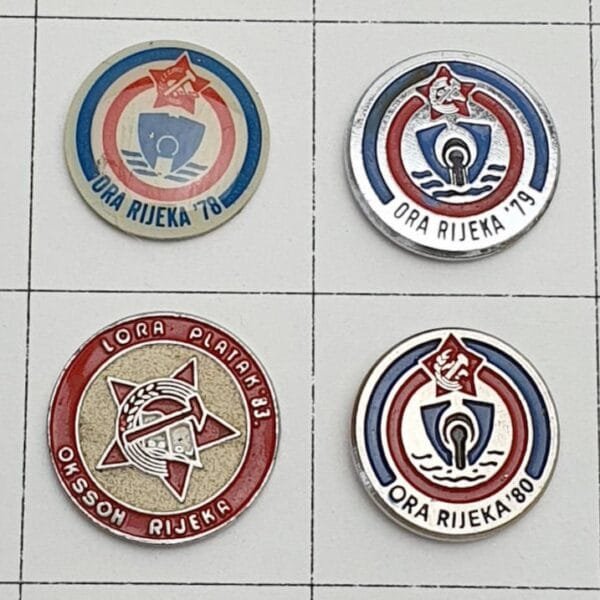 ORA RIJEKA '78
ORA RIJEKA '79
LORA PLATAK '83.
OKSSOH RIJEKA
ORA RIJEKA '80